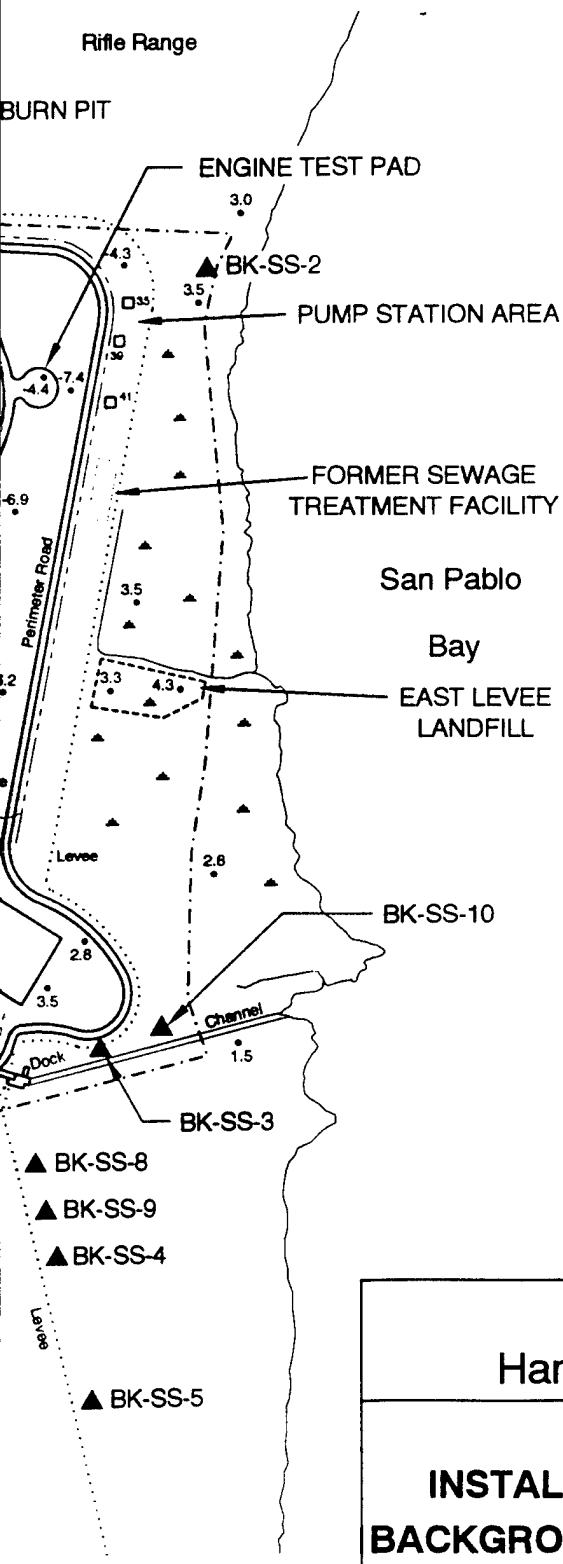 Rifle Range
BURN PIT
ENGINE TEST PAD
3.0
-4.3
BK-SS-2
3.5
35
PUMP STATION AREA
39
-7.4
-4.4
41
FORMER SEWAGE
TREATMENT FACILITY
-6.9
Perimeter Road
San Pablo
3.5
Bay
3.3
4.3
EAST LEVEE
LANDFILL
Levee
2.8
BK-SS-10
2.8
3.5
Channel
Dock
1.5
BK-SS-3
BK-SS-8
BK-SS-9
BK-SS-4
Levee
BK-SS-5
Har
INSTAL
BACKGRO